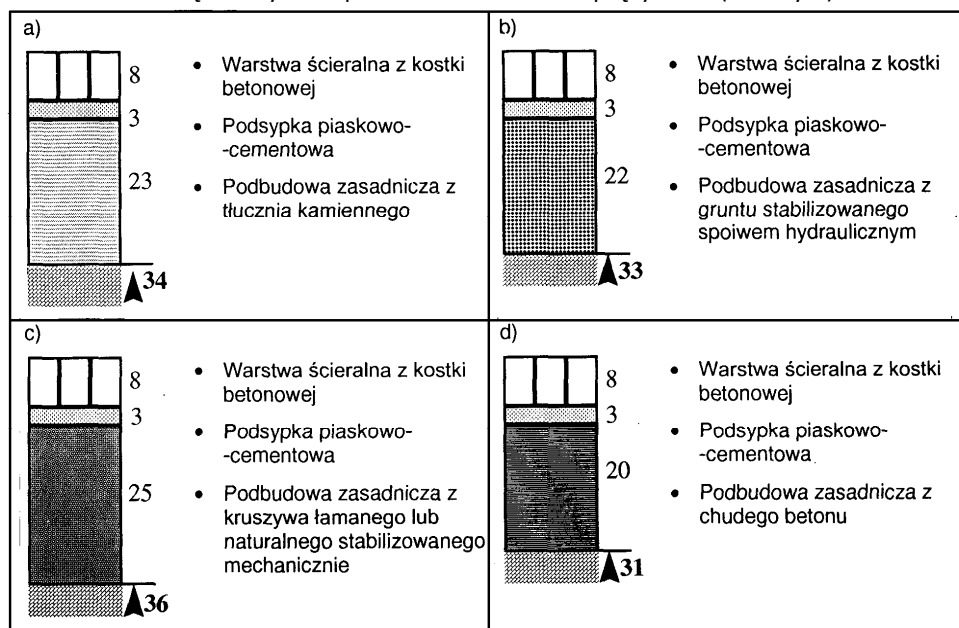 a)
8
3
23
34
• Warstwa ścieralna z kostki
betonowej
• Podsypka piaskowo-
-cementowa
• Podbudowa zasadnicza z
tłucznia kamiennego
b)
8
3
22
33
• Warstwa ścieralna z kostki
betonowej
• Podsypka piaskowo-
-cementowa
• Podbudowa zasadnicza z
gruntu stabilizowanego
spoiwem hydraulicznym
c)
8
3
25
36
• Warstwa ścieralna z kostki
betonowej
• Podsypka piaskowo-
-cementowa
• Podbudowa zasadnicza z
kruszywa łamanego lub
naturalnego stabilizowanego
mechanicznie
d)
8
3
20
31
• Warstwa ścieralna z kostki
betonowej
• Podsypka piaskowo-
-cementowa
• Podbudowa zasadnicza z
chudego betonu